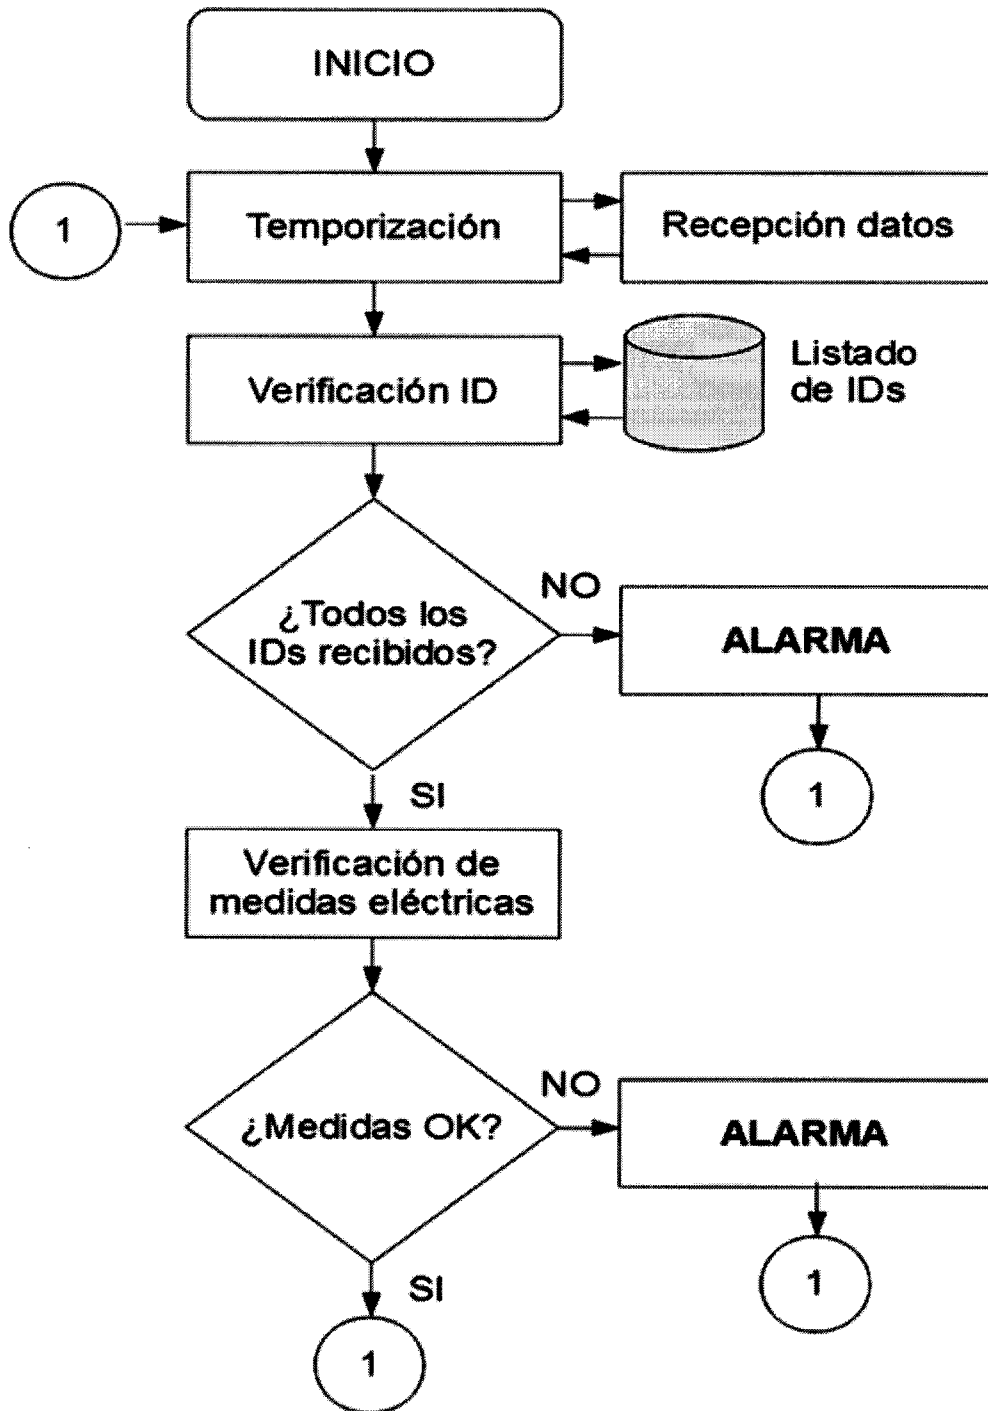 INICIO
1
Temporización
Recepción datos
Verificación ID
Listado
de IDs
¿Todos los
IDs recibidos?
NO
ALARMA
1
SI
Verificación de
medidas eléctricas
¿Medidas OK?
NO
ALARMA
1
SI
1